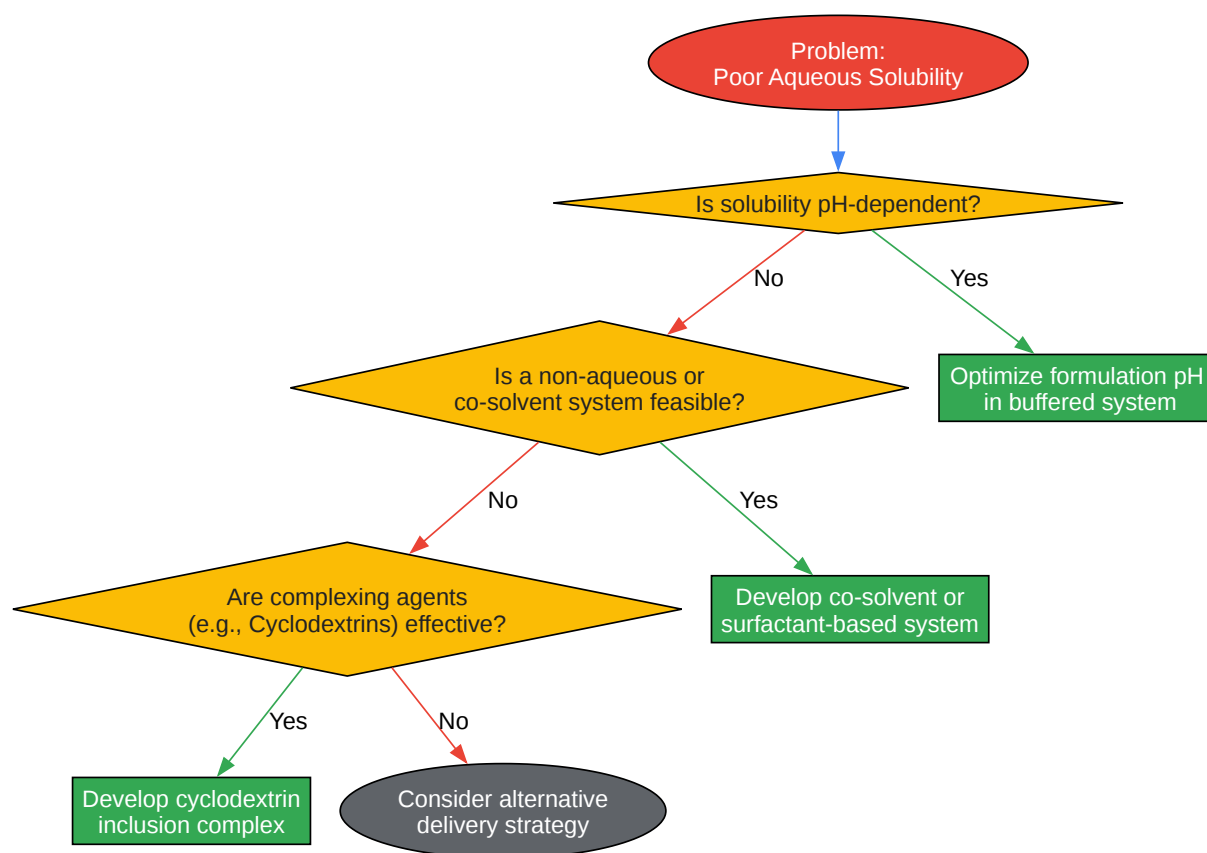 Problem:
Poor Aqueous Solubility
Is solubility pH-dependent?
No
Yes
Is a non-aqueous or
co-solvent system feasible?
Optimize formulation pH
in buffered system
No
Yes
Are complexing agents
(e.g., Cyclodextrins) effective?
Develop co-solvent or
surfactant-based system
Yes
No
Develop cyclodextrin
inclusion complex
Consider alternative
delivery strategy